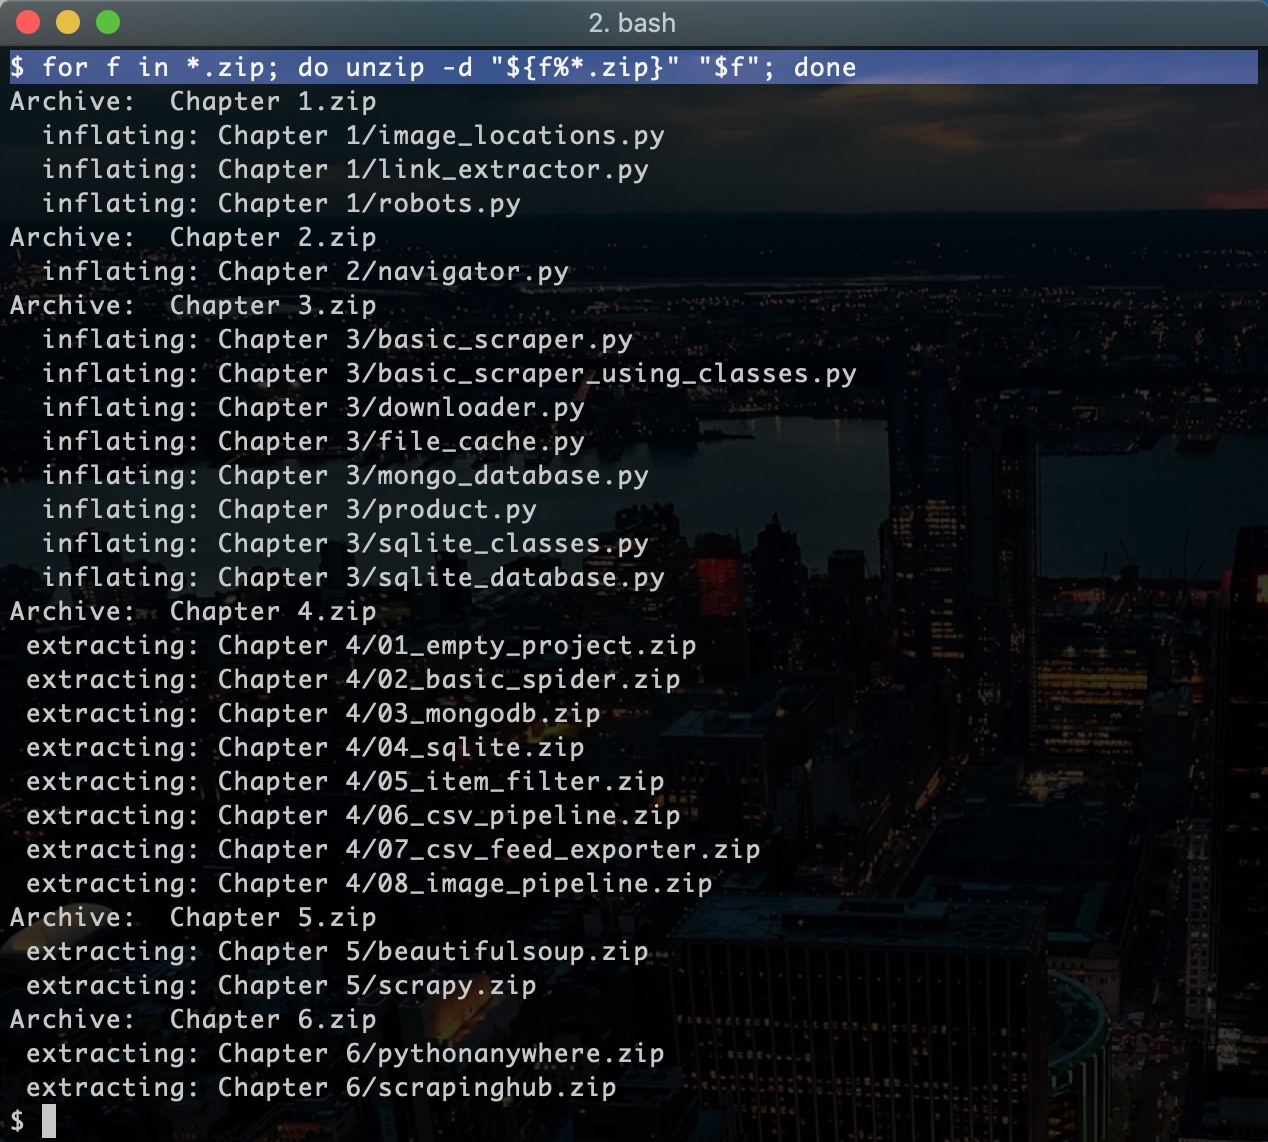 2. bash
$ for f in *.zip; do unzip -d "${f%*.zip}" "$f"; done
Archive:  Chapter 1.zip
  inflating: Chapter 1/image_locations.py
  inflating: Chapter 1/link_extractor.py
  inflating: Chapter 1/robots.py
Archive:  Chapter 2.zip
  inflating: Chapter 2/navigator.py
Archive:  Chapter 3.zip
  inflating: Chapter 3/basic_scraper.py
  inflating: Chapter 3/basic_scraper_using_classes.py
  inflating: Chapter 3/downloader.py
  inflating: Chapter 3/file_cache.py
  inflating: Chapter 3/mongo_database.py
  inflating: Chapter 3/product.py
  inflating: Chapter 3/sqlite_classes.py
  inflating: Chapter 3/sqlite_database.py
Archive:  Chapter 4.zip
 extracting: Chapter 4/01_empty_project.zip
 extracting: Chapter 4/02_basic_spider.zip
 extracting: Chapter 4/03_mongodb.zip
 extracting: Chapter 4/04_sqlite.zip
 extracting: Chapter 4/05_item_filter.zip
 extracting: Chapter 4/06_csv_pipeline.zip
 extracting: Chapter 4/07_csv_feed_exporter.zip
 extracting: Chapter 4/08_image_pipeline.zip
Archive:  Chapter 5.zip
 extracting: Chapter 5/beautifulsoup.zip
 extracting: Chapter 5/scrapy.zip
Archive:  Chapter 6.zip
 extracting: Chapter 6/pythonanywhere.zip
 extracting: Chapter 6/scrapinghub.zip
$